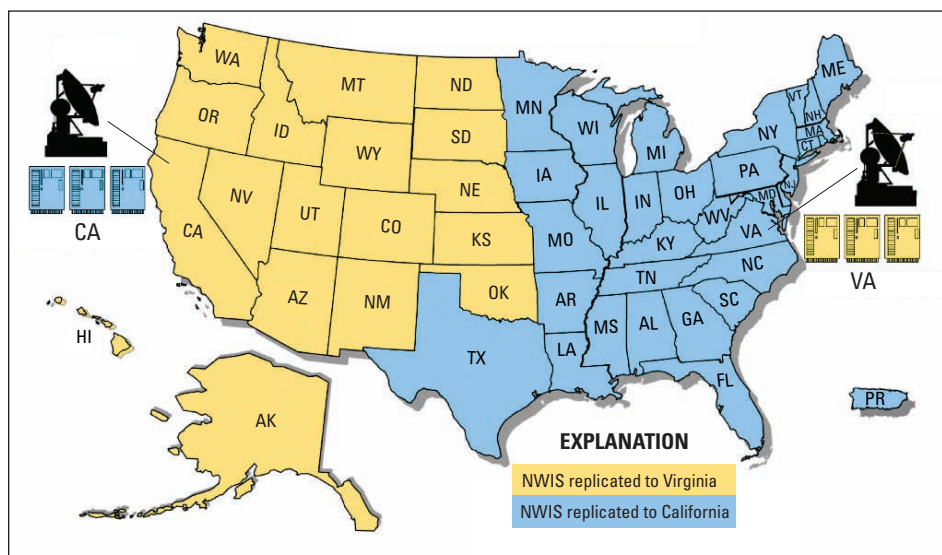 WA
MT
ND
MN
ME
VT
NH
OR
ID
SD
WI
MI
NY
MA
CT
WY
IA
PA
NE
NJ
NV
UT
CO
IL
IN
OH
MD
WV
VA
CA
CA
KS
MO
KY
VA
AZ
NM
OK
TN
NC
AR
SC
MS
AL
GA
HI
TX
LA
FL
PR
AK
EXPLANATION
NWIS replicated to Virginia
NWIS replicated to California